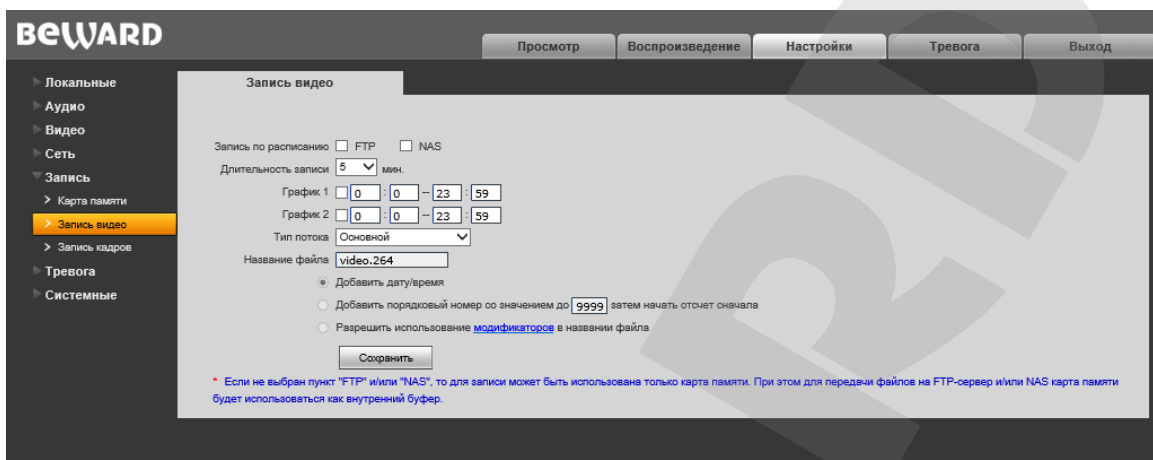 BEWARD
Просмотр Воспроизведение Настройки Тревога Выход
Локальные
Аудио
Видео
Сеть
Запись
Карта памяти
Запись видео
Запись кадров
Тревога
Системные
Запись видео
Запись по расписанию FTP NAS
Длительность записи 5 мин.
График 1 0 : 0 – 23 : 59
График 2 0 : 0 – 23 : 59
Тип потока Основной
Название файла video.264
Добавить дату/время
Добавить порядковый номер со значением до 9999 затем начать отсчет сначала
Разрешить использование модификаторов в названии файла
Сохранить
* Если не выбран пункт "FTP" и/или "NAS", то для записи может быть использована только карта памяти. При этом для передачи файлов на FTP-сервер и/или NAS карта памяти
будет использоваться как внутренний буфер.